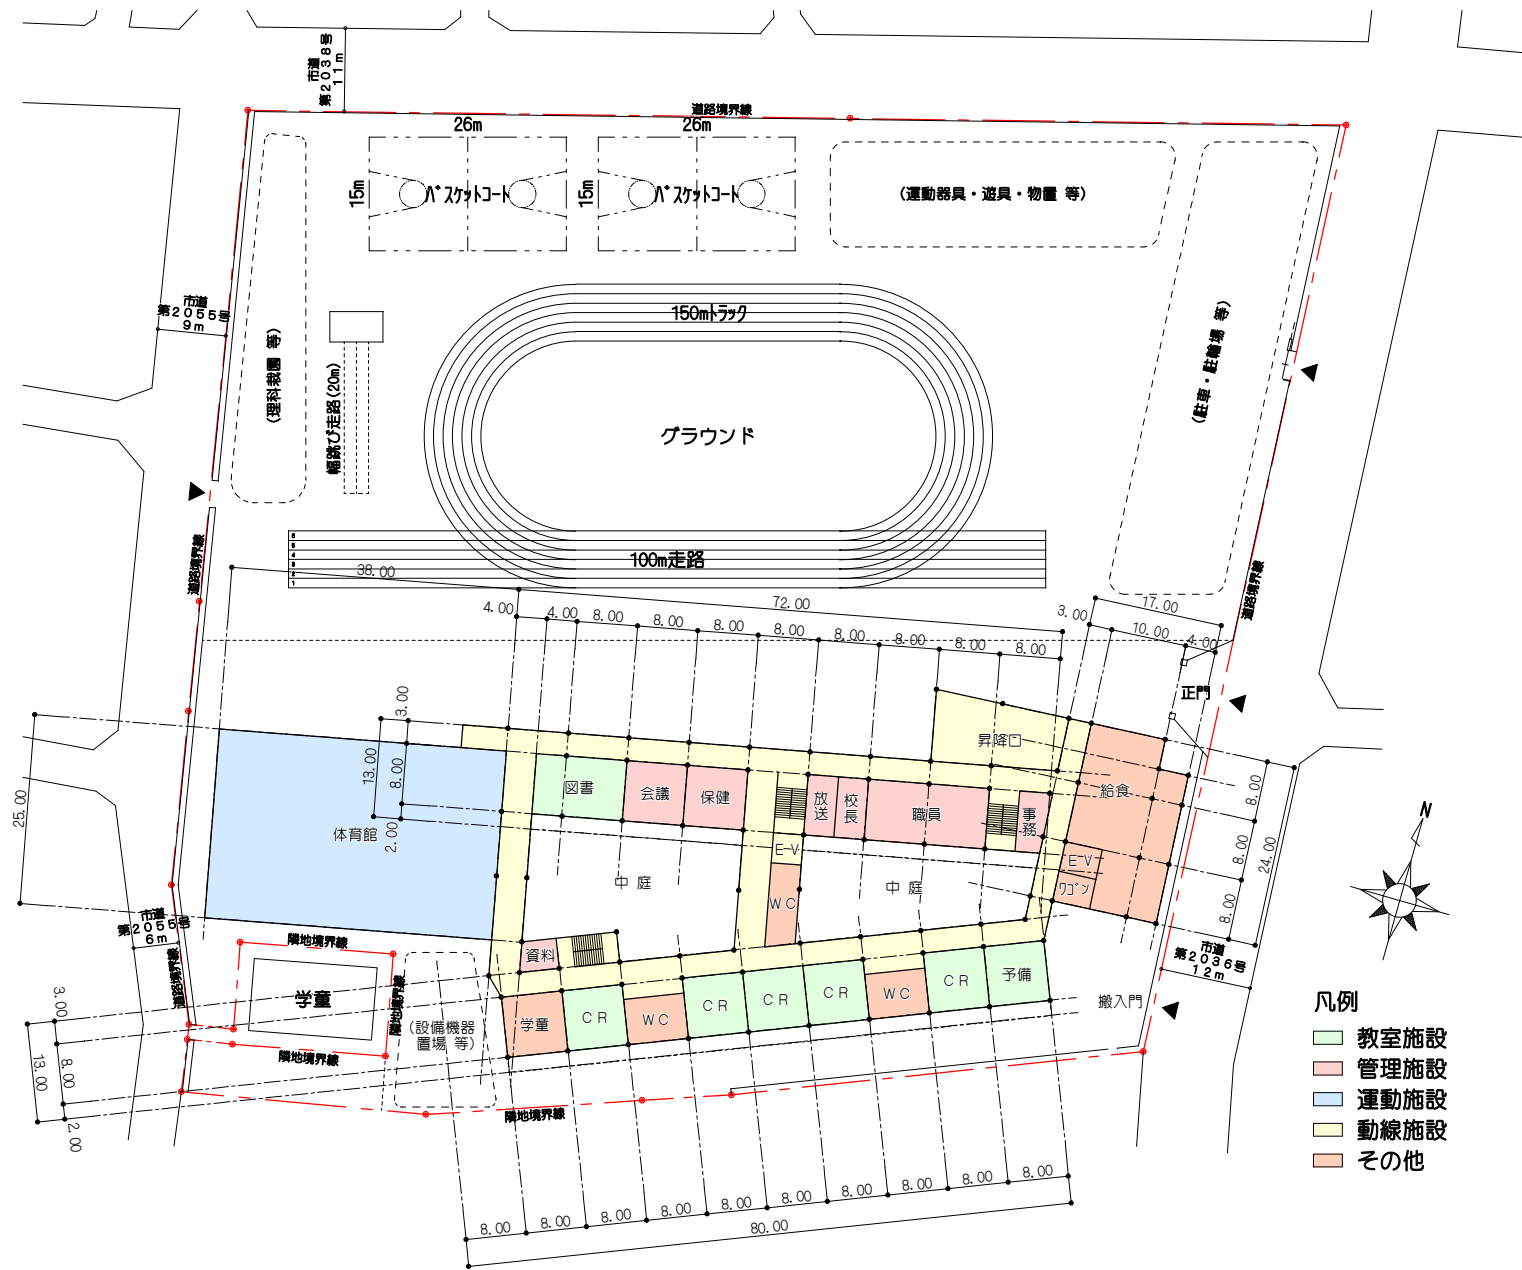 市道
第2038号
11m
道路境界線
26m
26m
15m
バスケットコート
15m
バスケットコート
(運動器具・遊具・物置 等)
市道
第2055号
9m
(理科栽園 等)
幅跳び走路(20m)
150mトラック
グラウンド
(駐車・駐輪場 等)
6
5
4
3
2
1
100m走路
道路境界線
道路境界線
38.00
72.00
4.00
4.00
8.00
8.00
8.00
8.00
8.00
8.00
8.00
8.00
3.00
17.00
10.00
4.00
正門
3.00
13.00
8.00
2.00
25.00
昇降口
図書
会議
保健
放送
校長
職員
事務
給食
体育館
中庭
中庭
E-V
WC
E-V
ワゴン
8.00
8.00
8.00
24.00
N
市道
第2055号
6m
道路境界線
隣地境界線
学童
隣地境界線
隣地境界線
(設備機器
置場 等)
資料
学童
CR
WC
CR
CR
CR
WC
CR
予備
市道
第2036号
12m
搬入門
3.00
13.00
8.00
2.00
隣地境界線
8.00
8.00
8.00
8.00
8.00
8.00
8.00
8.00
8.00
8.00
80.00
凡例
教室施設
管理施設
運動施設
動線施設
その他